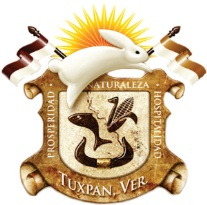 NATURALEZA
PROSPERIDAD
HOSPITALIDAD
TUXPAN, VER.